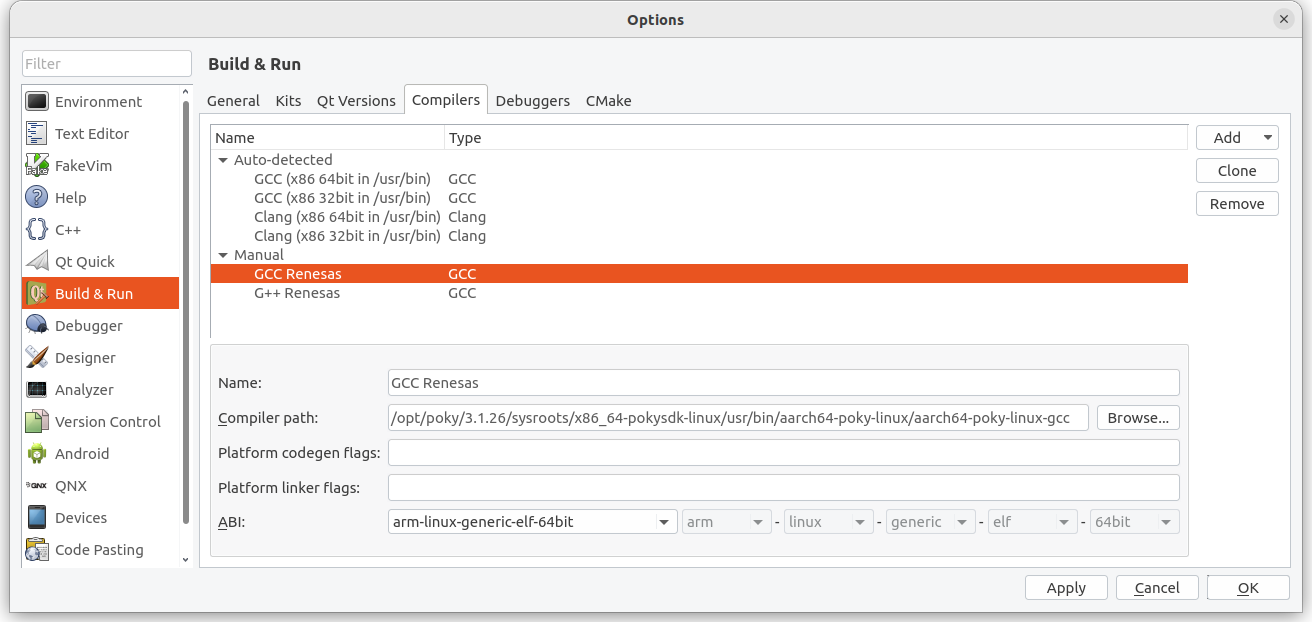 Options
Filter
Environment
Text Editor
FakeVim
Help
C++
Qt Quick
Build & Run
Debugger
Designer
Analyzer
Version Control
Android
QNX
Devices
Code Pasting
Build & Run
General Kits Qt Versions Compilers Debuggers CMake
Name Type
Auto-detected
GCC (x86 64bit in /usr/bin) GCC
GCC (x86 32bit in /usr/bin) GCC
Clang (x86 64bit in /usr/bin) Clang
Clang (x86 32bit in /usr/bin) Clang
Manual
GCC Renesas GCC
G++ Renesas GCC
Add
Clone
Remove
Name: GCC Renesas
Compiler path: /opt/poky/3.1.26/sysroots/x86_64-pokysdk-linux/usr/bin/aarch64-poky-linux/aarch64-poky-linux-gcc Browse...
Platform codegen flags:
Platform linker flags:
ABI: arm-linux-generic-elf-64bit arm - linux - generic - elf - 64bit
Apply Cancel OK